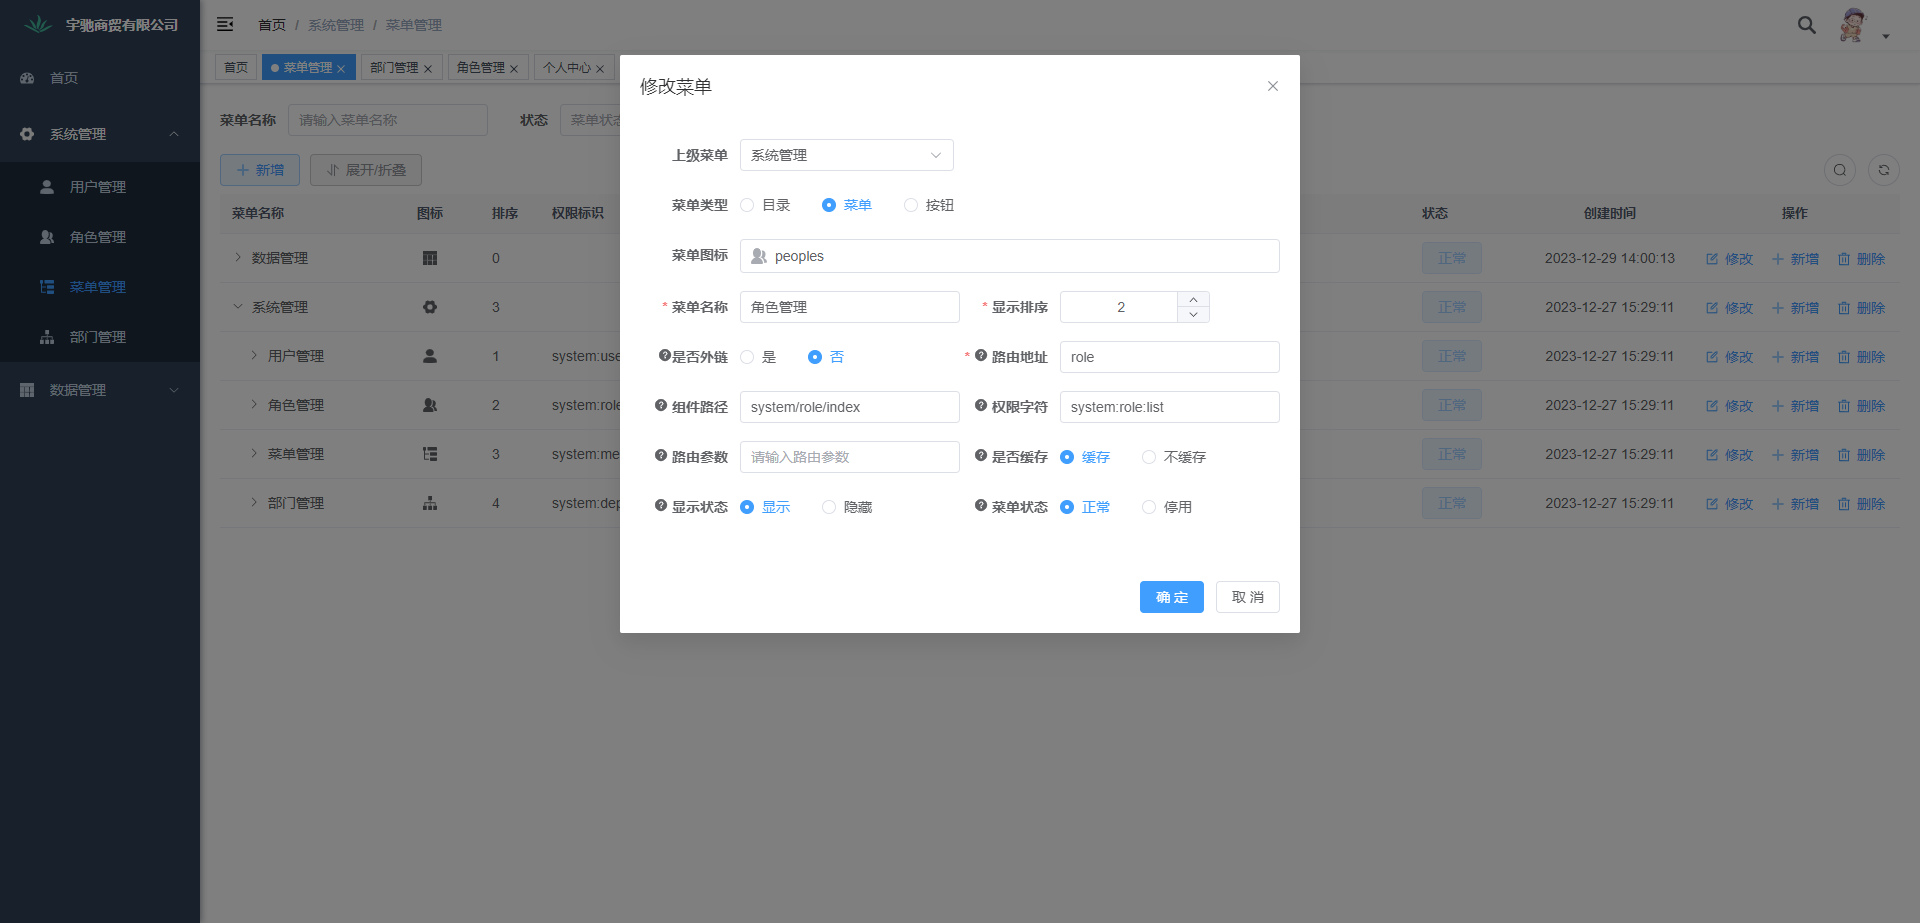 宇驰商贸有限公司
首页 / 系统管理 / 菜单管理
首页
系统管理
用户管理
角色管理
菜单管理
部门管理
数据管理
首页 菜单管理 部门管理 角色管理 个人中心
菜单名称 请输入菜单名称 状态
新增 展开/折叠
菜单名称 图标 排序 权限标识 状态 创建时间 操作
数据管理 0 正常 2023-12-29 14:00:13 修改 新增 删除
系统管理 3 正常 2023-12-27 15:29:11 修改 新增 删除
用户管理 1 system:use 正常 2023-12-27 15:29:11 修改 新增 删除
角色管理 2 system:role 正常 2023-12-27 15:29:11 修改 新增 删除
菜单管理 3 system:me 正常 2023-12-27 15:29:11 修改 新增 删除
部门管理 4 system:dep 正常 2023-12-27 15:29:11 修改 新增 删除
修改菜单
上级菜单 系统管理
菜单类型 目录 菜单 按钮
菜单图标 peoples
* 菜单名称 角色管理 * 显示排序 2
是否外链 是 否 * 路由地址 role
组件路径 system/role/index 权限字符 system:role:list
路由参数 请输入路由参数 是否缓存 缓存 不缓存
显示状态 显示 隐藏 菜单状态 正常 停用
确 定 取 消